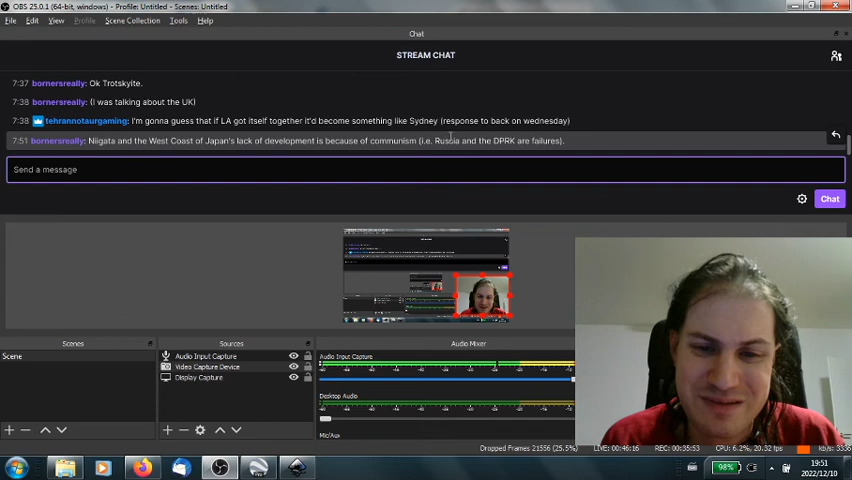 OBS 25.0.1 (64-bit, windows) - Profile: Untitled - Scenes: Untitled
File Edit View Profile Scene Collection Tools Help
Chat
STREAM CHAT
7:37 bornersreally: Ok Trotskyite.
7:38 bornersreally: (I was talking about the UK)
7:38 tehrannotaurgaming: I'm gonna guess that if LA got itself together it'd become something like Sydney (response to back on wednesday)
7:51 bornersreally: Niigata and the West Coast of Japan's lack of development is because of communism (i.e. Russia and the DPRK are failures).
Send a message
Chat
Scenes Sources Audio Mixer
Scene
Audio Input Capture
Video Capture Device
Display Capture
Audio Input Capture
Desktop Audio
Mic/Aux
Dropped Frames 21556 (25.5%) LIVE: 00:46:16 REC: 00:35:53 CPU: 6.2%, 20.32 fps kb/s: 3336
98%
19:51
2022/12/10